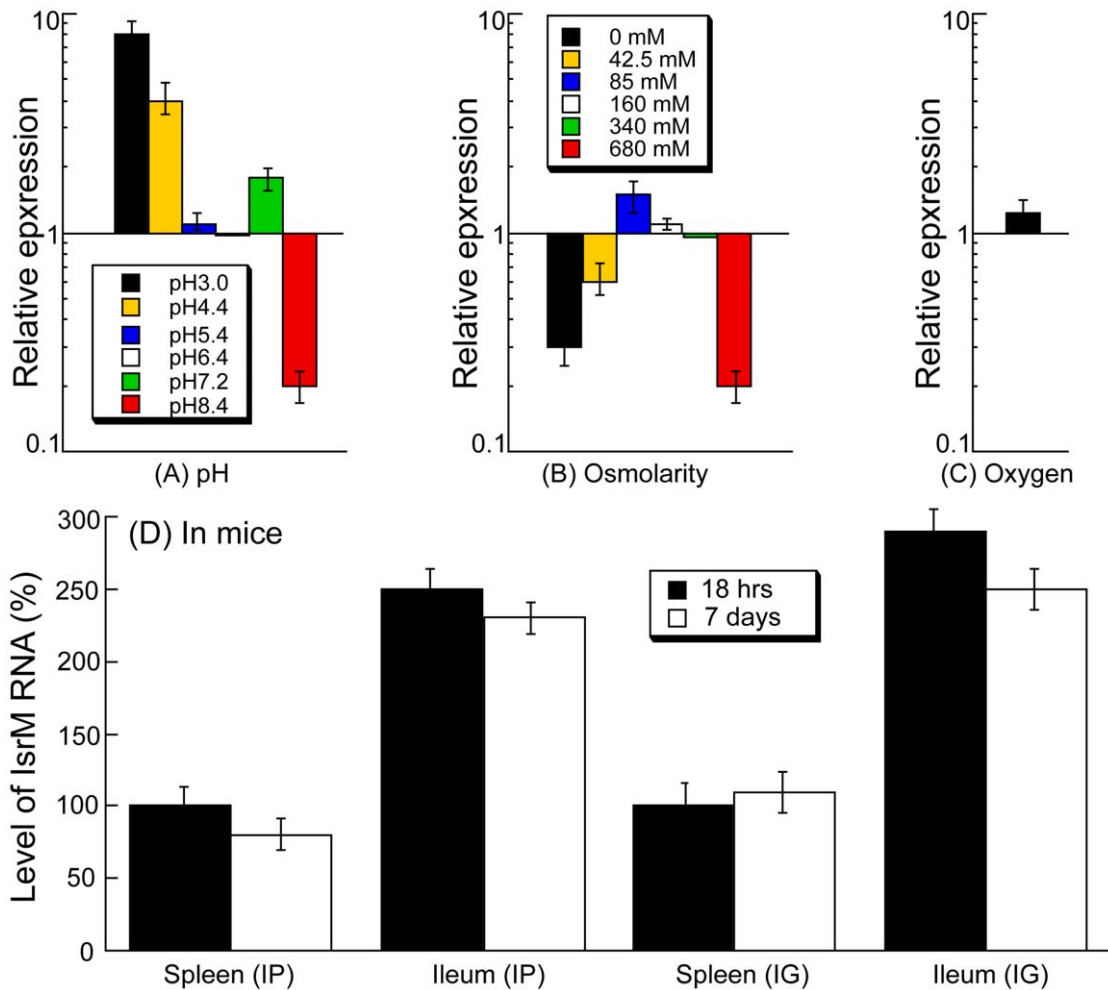 10
1
0.1
Relative epxression
pH3.0
pH4.4
pH5.4
pH6.4
pH7.2
pH8.4
(A) pH
10
1
0.1
Relative epxression
0 mM
42.5 mM
85 mM
160 mM
340 mM
680 mM
(B) Osmolarity
10
1
0.1
Relative epxression
(C) Oxygen
(D) In mice
Level of IsrM RNA (%)
300
250
200
150
100
50
0
18 hrs
7 days
Spleen (IP)
Ileum (IP)
Spleen (IG)
Ileum (IG)